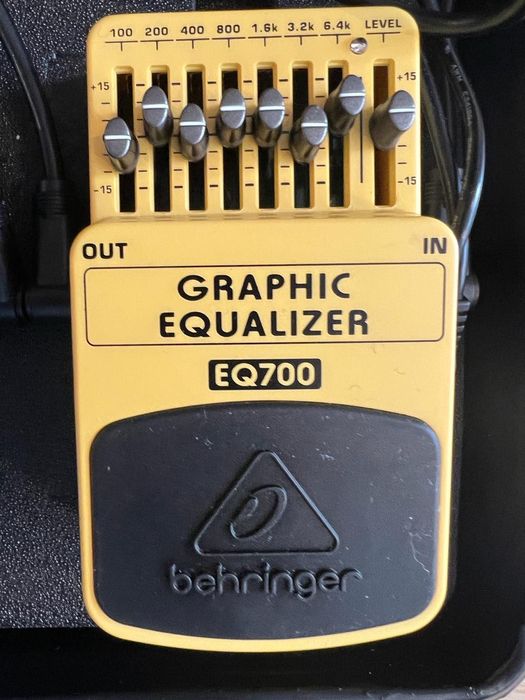 100 200 400 800 1.6k 3.2k 6.4k LEVEL
+15 +15
-15 -15
OUT IN
GRAPHIC
EQUALIZER
EQ700
behringer